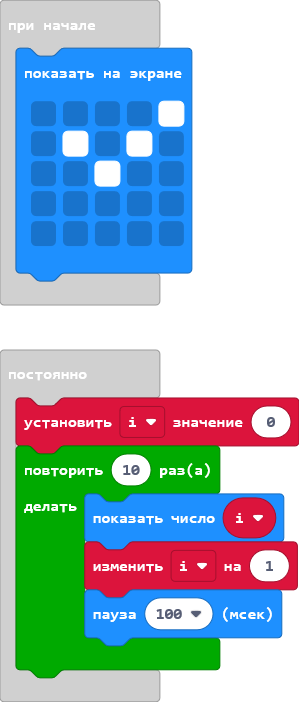 при начале
показать на экране
постоянно
установить i значение 0
повторить 10 раз(а)
делать
показать число i
изменить i на 1
пауза 100 (мсек)